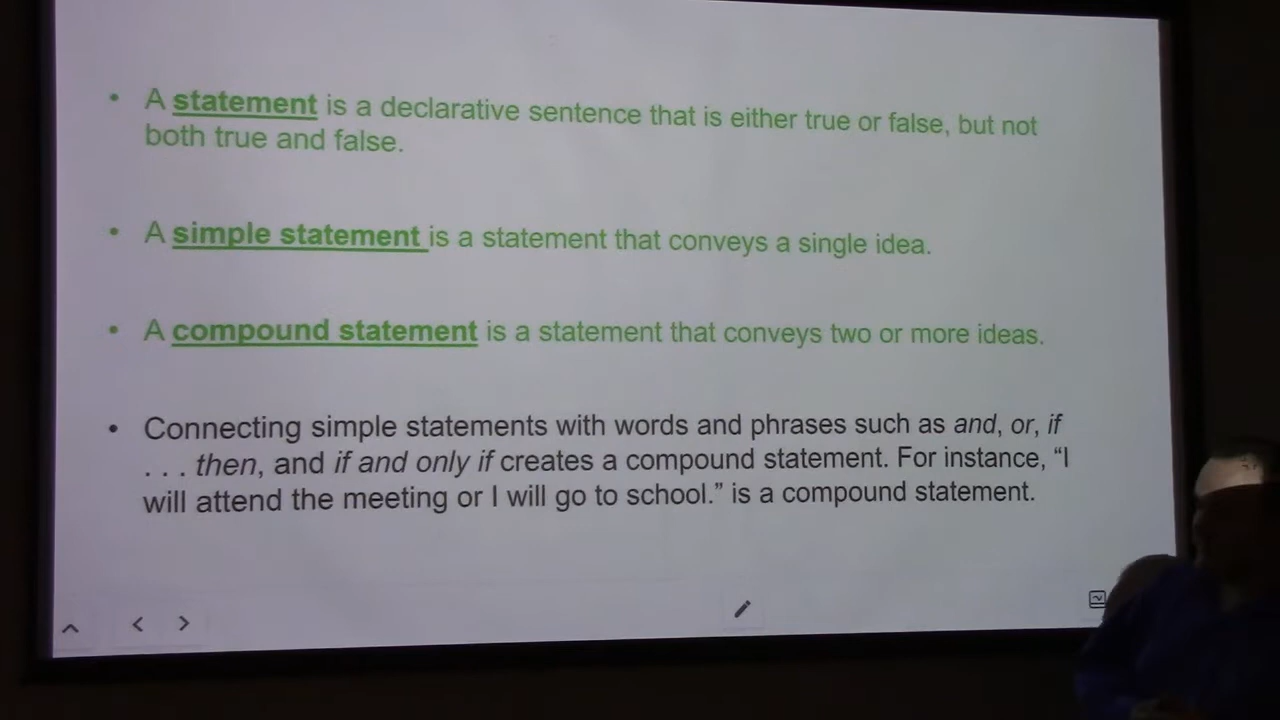 • A statement is a declarative sentence that is either true or false, but not
both true and false.
• A simple statement is a statement that conveys a single idea.
• A compound statement is a statement that conveys two or more ideas.
• Connecting simple statements with words and phrases such as and, or, if
. . . then, and if and only if creates a compound statement. For instance, “I
will attend the meeting or I will go to school.” is a compound statement.